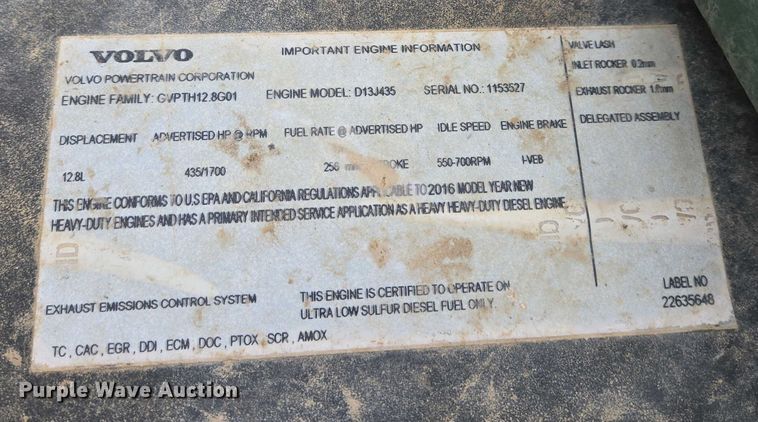 VOLVO
IMPORTANT ENGINE INFORMATION
VOLVO POWERTRAIN CORPORATION
ENGINE FAMILY: GVPTH12.8G01 ENGINE MODEL: D13J435 SERIAL NO.: 1153527
DISPLACEMENT ADVERTISED HP @ RPM FUEL RATE @ ADVERTISED HP IDLE SPEED ENGINE BRAKE
12.8L 435/1700 256 550-700RPM I-VEB
THIS ENGINE CONFORMS TO U.S EPA AND CALIFORNIA REGULATIONS APPLICABLE TO 2016 MODEL YEAR NEW
HEAVY-DUTY ENGINES AND HAS A PRIMARY INTENDED SERVICE APPLICATION AS A HEAVY HEAVY-DUTY DIESEL ENGINE.
EXHAUST EMISSIONS CONTROL SYSTEM
THIS ENGINE IS CERTIFIED TO OPERATE ON
ULTRA LOW SULFUR DIESEL FUEL ONLY.
TC , CAC , EGR , DDI , ECM , DOC , PTOX , SCR , AMOX
VALVE LASH
INLET ROCKER 0.2mm
EXHAUST ROCKER
DELEGATED ASSEMBLY
LABEL NO
22635648
Purple Wave Auction